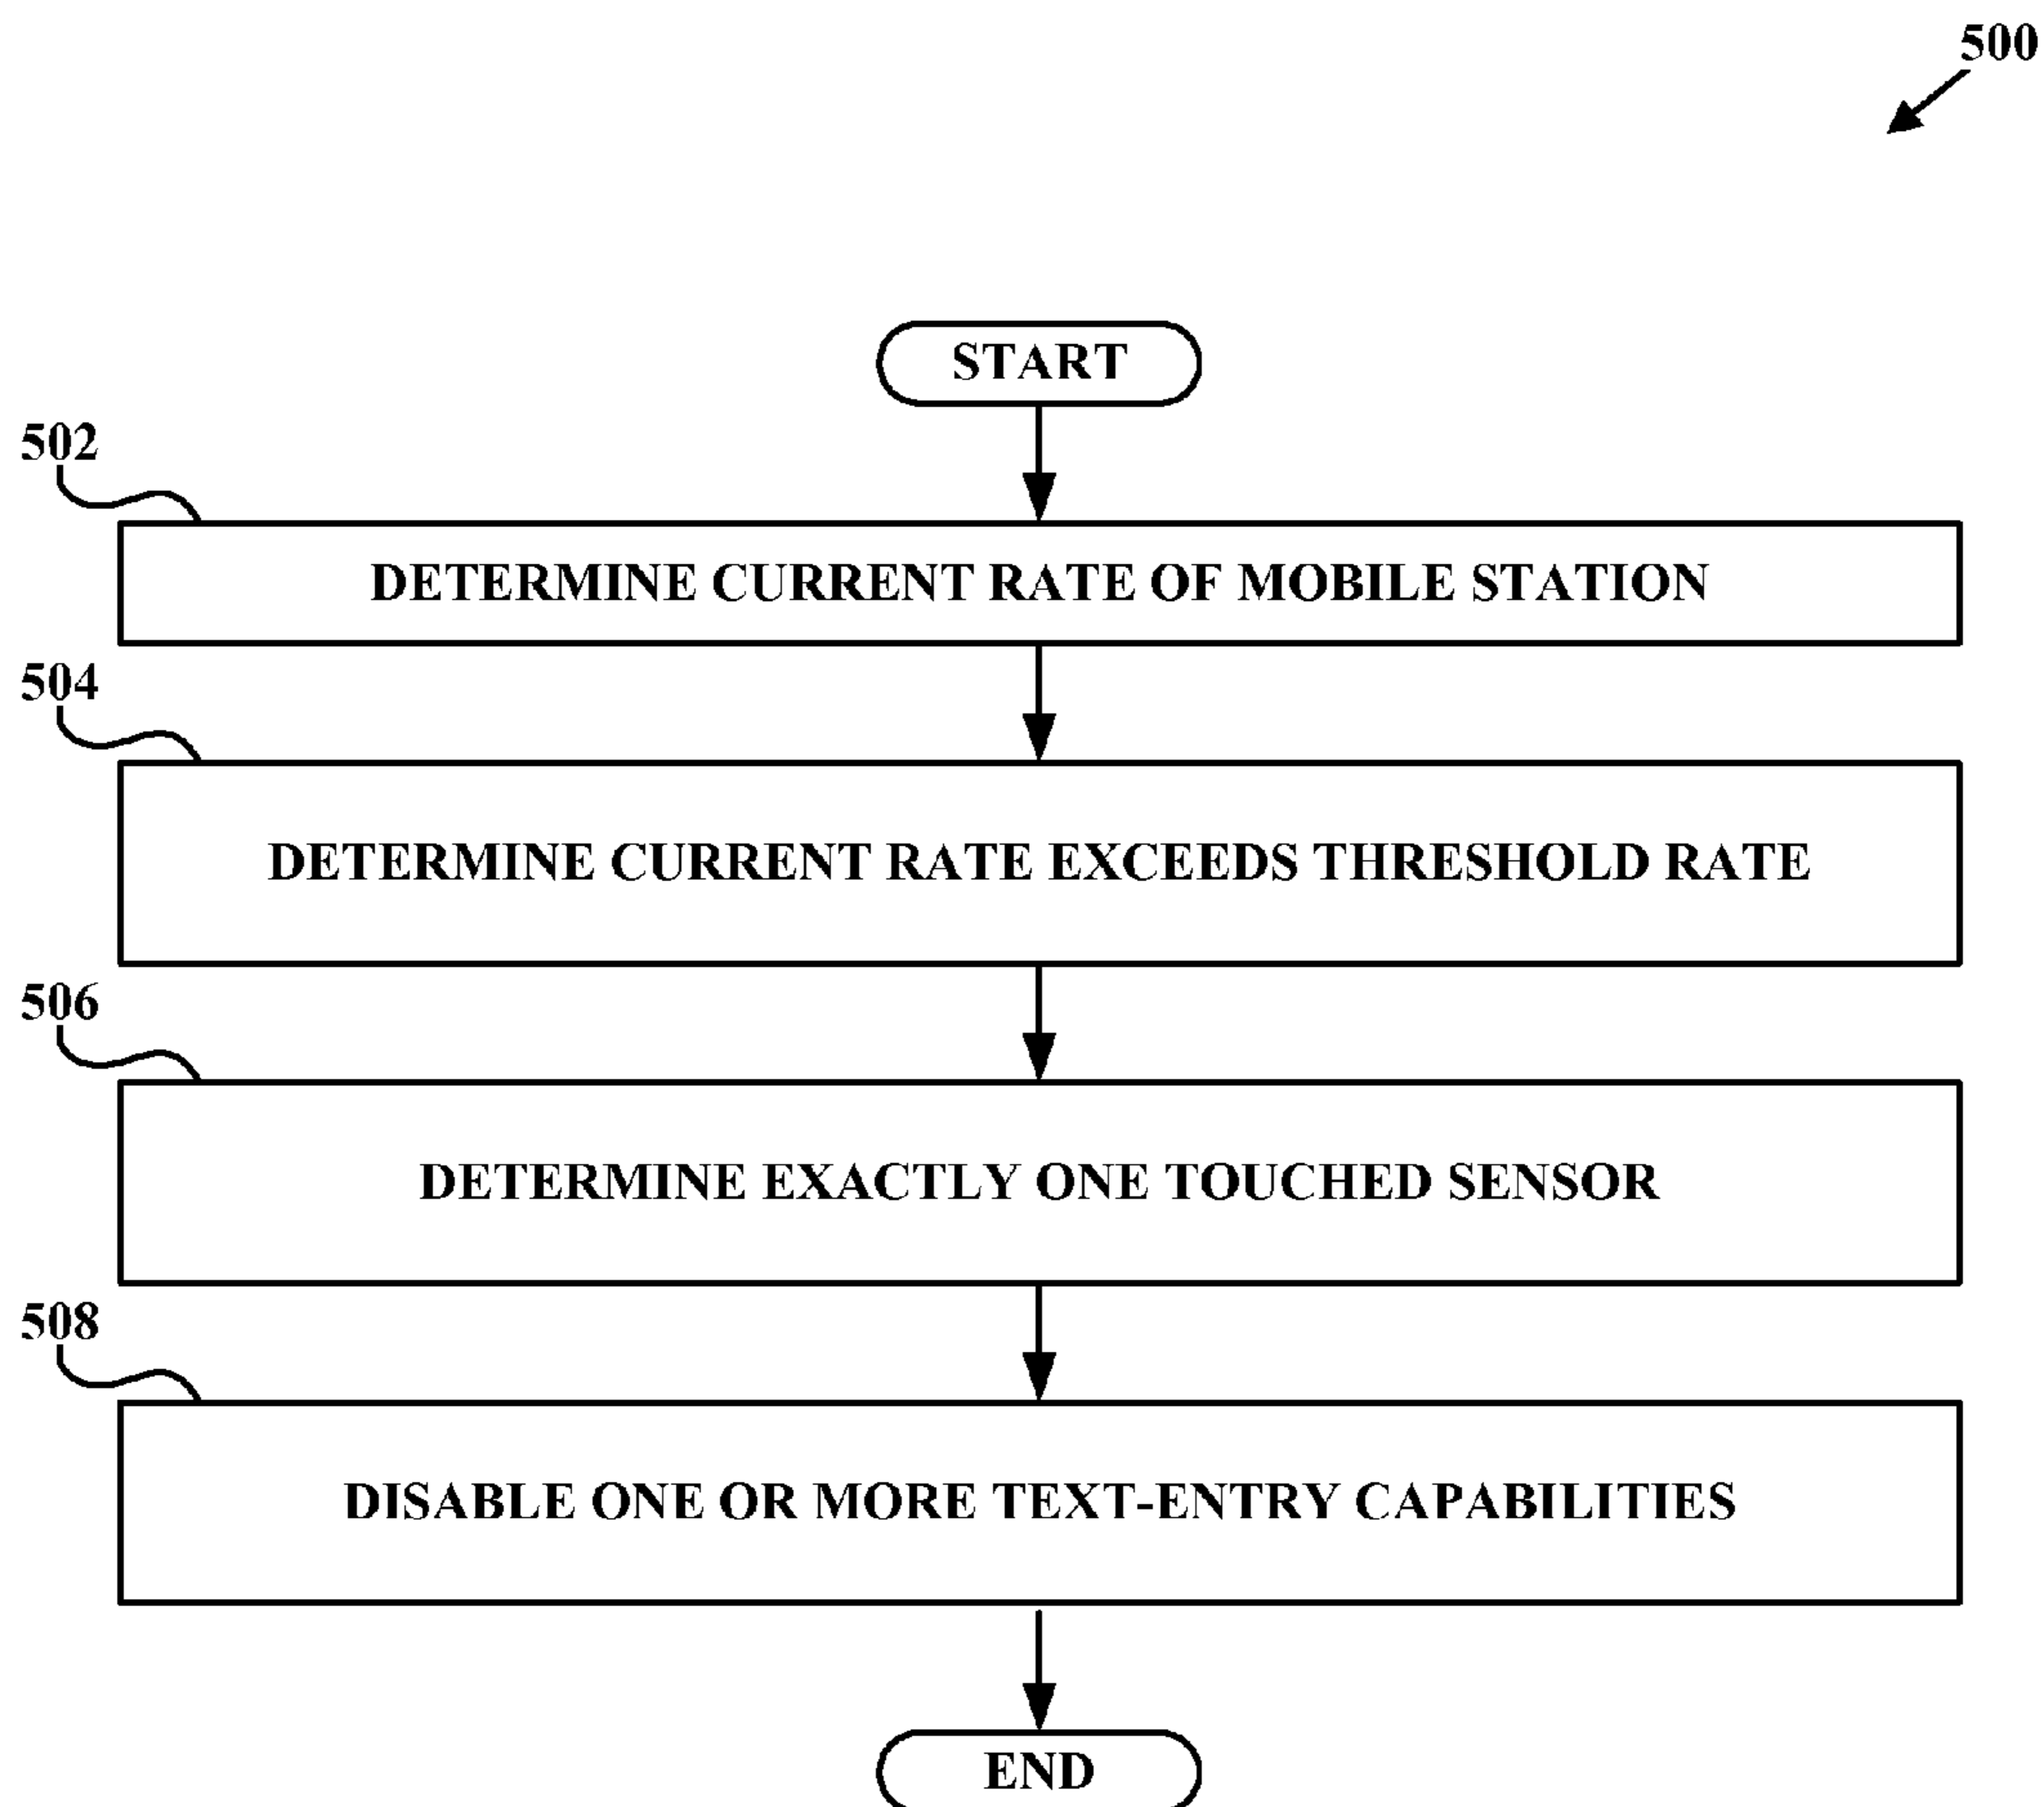 500
START
502
DETERMINE CURRENT RATE OF MOBILE STATION
504
DETERMINE CURRENT RATE EXCEEDS THRESHOLD RATE
506
DETERMINE EXACTLY ONE TOUCHED SENSOR
508
DISABLE ONE OR MORE TEXT-ENTRY CAPABILITIES
END